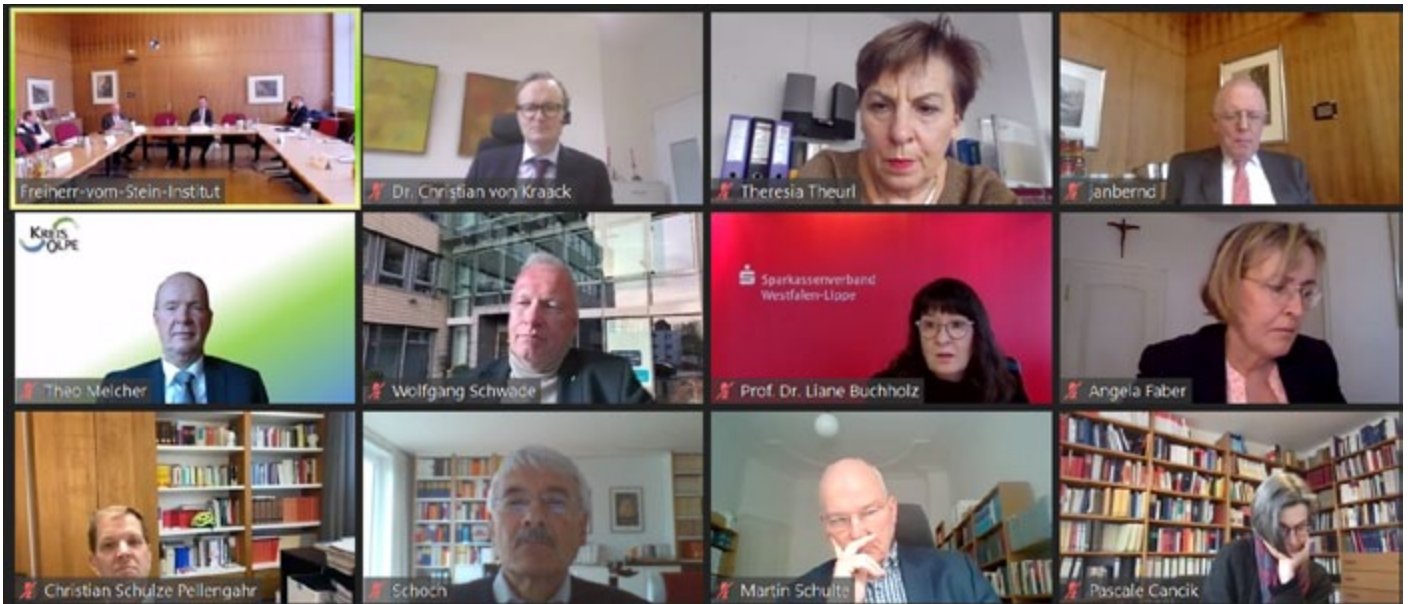 Freiherr-vom-Stein-Institut
Dr. Christian von Kraack
Theresia Theurl
janbernd
KREIS
OLPE
Theo Melcher
Wolfgang Schwade
Sparkassenverband
Westfalen-Lippe
Prof. Dr. Liane Buchholz
Angela Faber
Christian Schulze Pellengahr
Schoch
Martin Schulte
Pascale Cancik